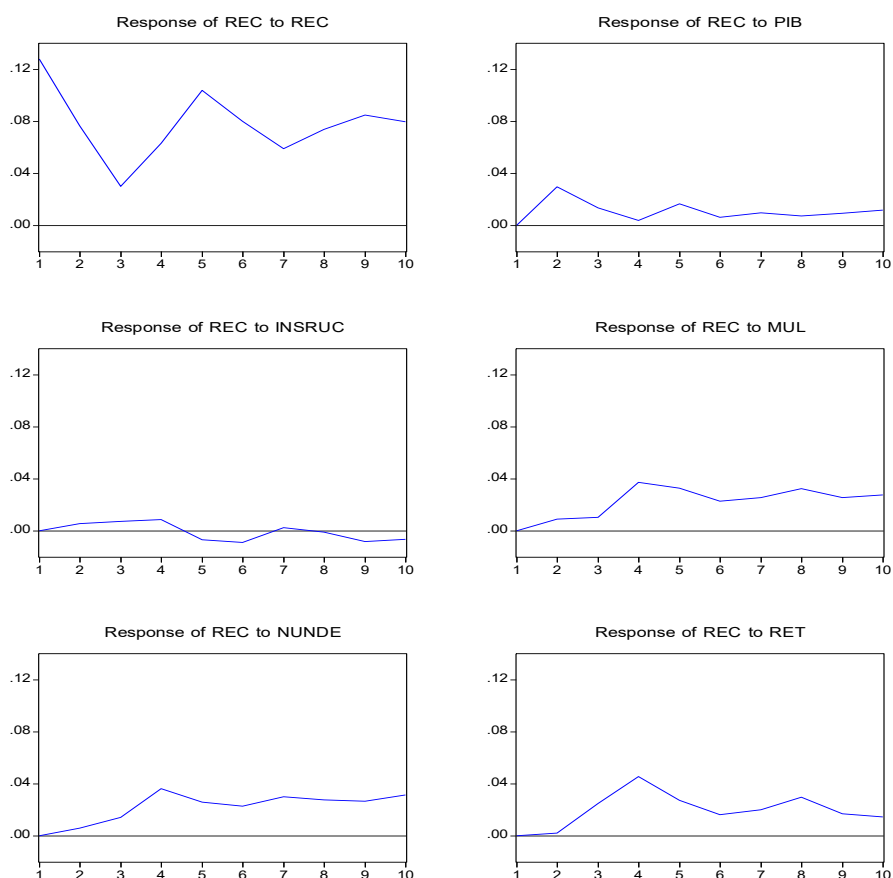 Response of REC to REC
.12
.08
.04
.00
1 2 3 4 5 6 7 8 9 10
Response of REC to PIB
.12
.08
.04
.00
1 2 3 4 5 6 7 8 9 10
Response of REC to INSRUC
.12
.08
.04
.00
1 2 3 4 5 6 7 8 9 10
Response of REC to MUL
.12
.08
.04
.00
1 2 3 4 5 6 7 8 9 10
Response of REC to NUNDE
.12
.08
.04
.00
1 2 3 4 5 6 7 8 9 10
Response of REC to RET
.12
.08
.04
.00
1 2 3 4 5 6 7 8 9 10